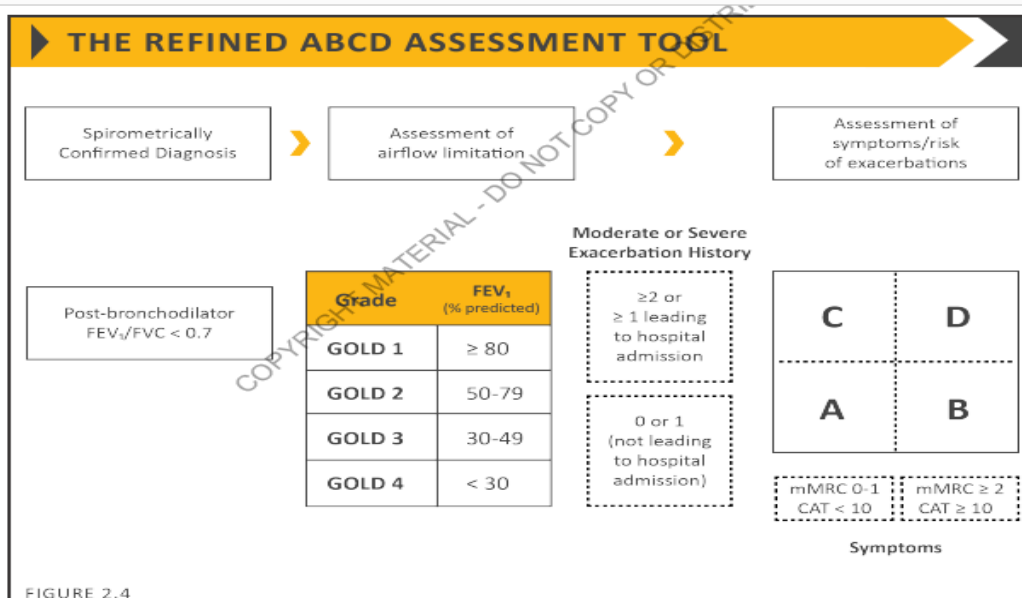 THE REFINED ABCD ASSESSMENT TOOL
Spirometrically
Confirmed Diagnosis
Assessment of
airflow limitation
Assessment of
symptoms/risk
of exacerbations
Moderate or Severe
Exacerbation History
Post-bronchodilator
FEV₁/FVC < 0.7
Grade
FEV₁
(% predicted)
GOLD 1
≥ 80
GOLD 2
50-79
GOLD 3
30-49
GOLD 4
< 30
≥2 or
≥ 1 leading
to hospital
admission
0 or 1
(not leading
to hospital
admission)
C
D
A
B
mMRC 0-1
CAT < 10
mMRC ≥ 2
CAT ≥ 10
Symptoms
FIGURE 2.4
COPYRIGHT MATERIAL - DO NOT COPY OR